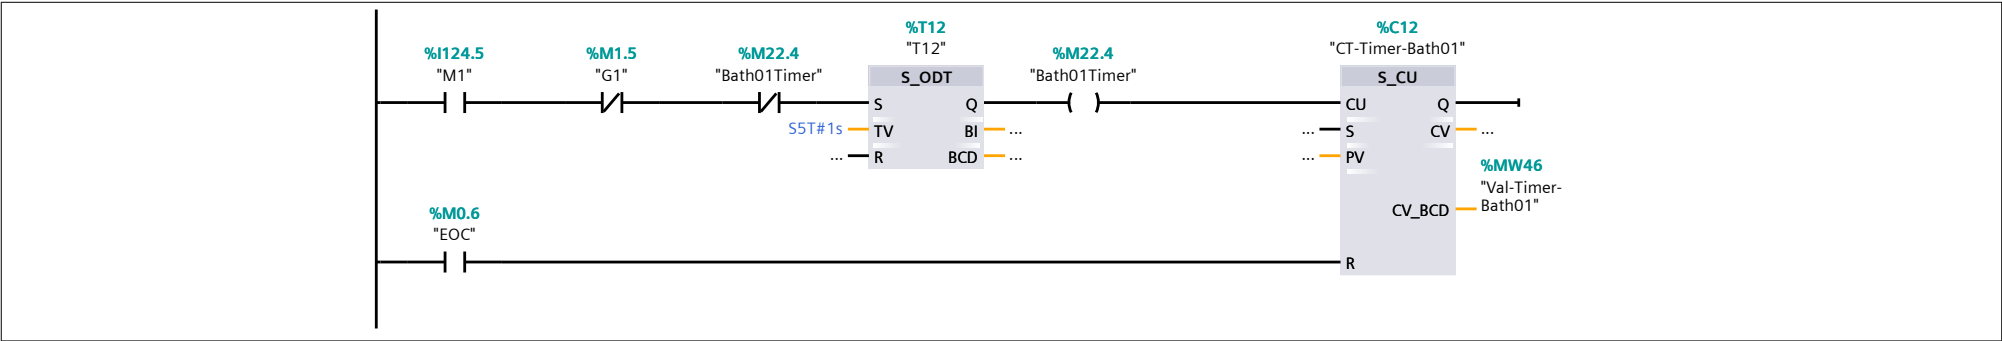 %T12
"T12"
%C12
"CT-Timer-Bath01"
%I124.5
"M1"
%M1.5
"G1"
%M22.4
"Bath01Timer"
%M22.4
"Bath01Timer"
S_ODT
S_CU
S Q
CU Q
S5T#1s TV BI ...
... S CV ...
... R BCD ...
... PV
%MW46
"Val-Timer-
Bath01"
CV_BCD
%M0.6
"EOC"
R